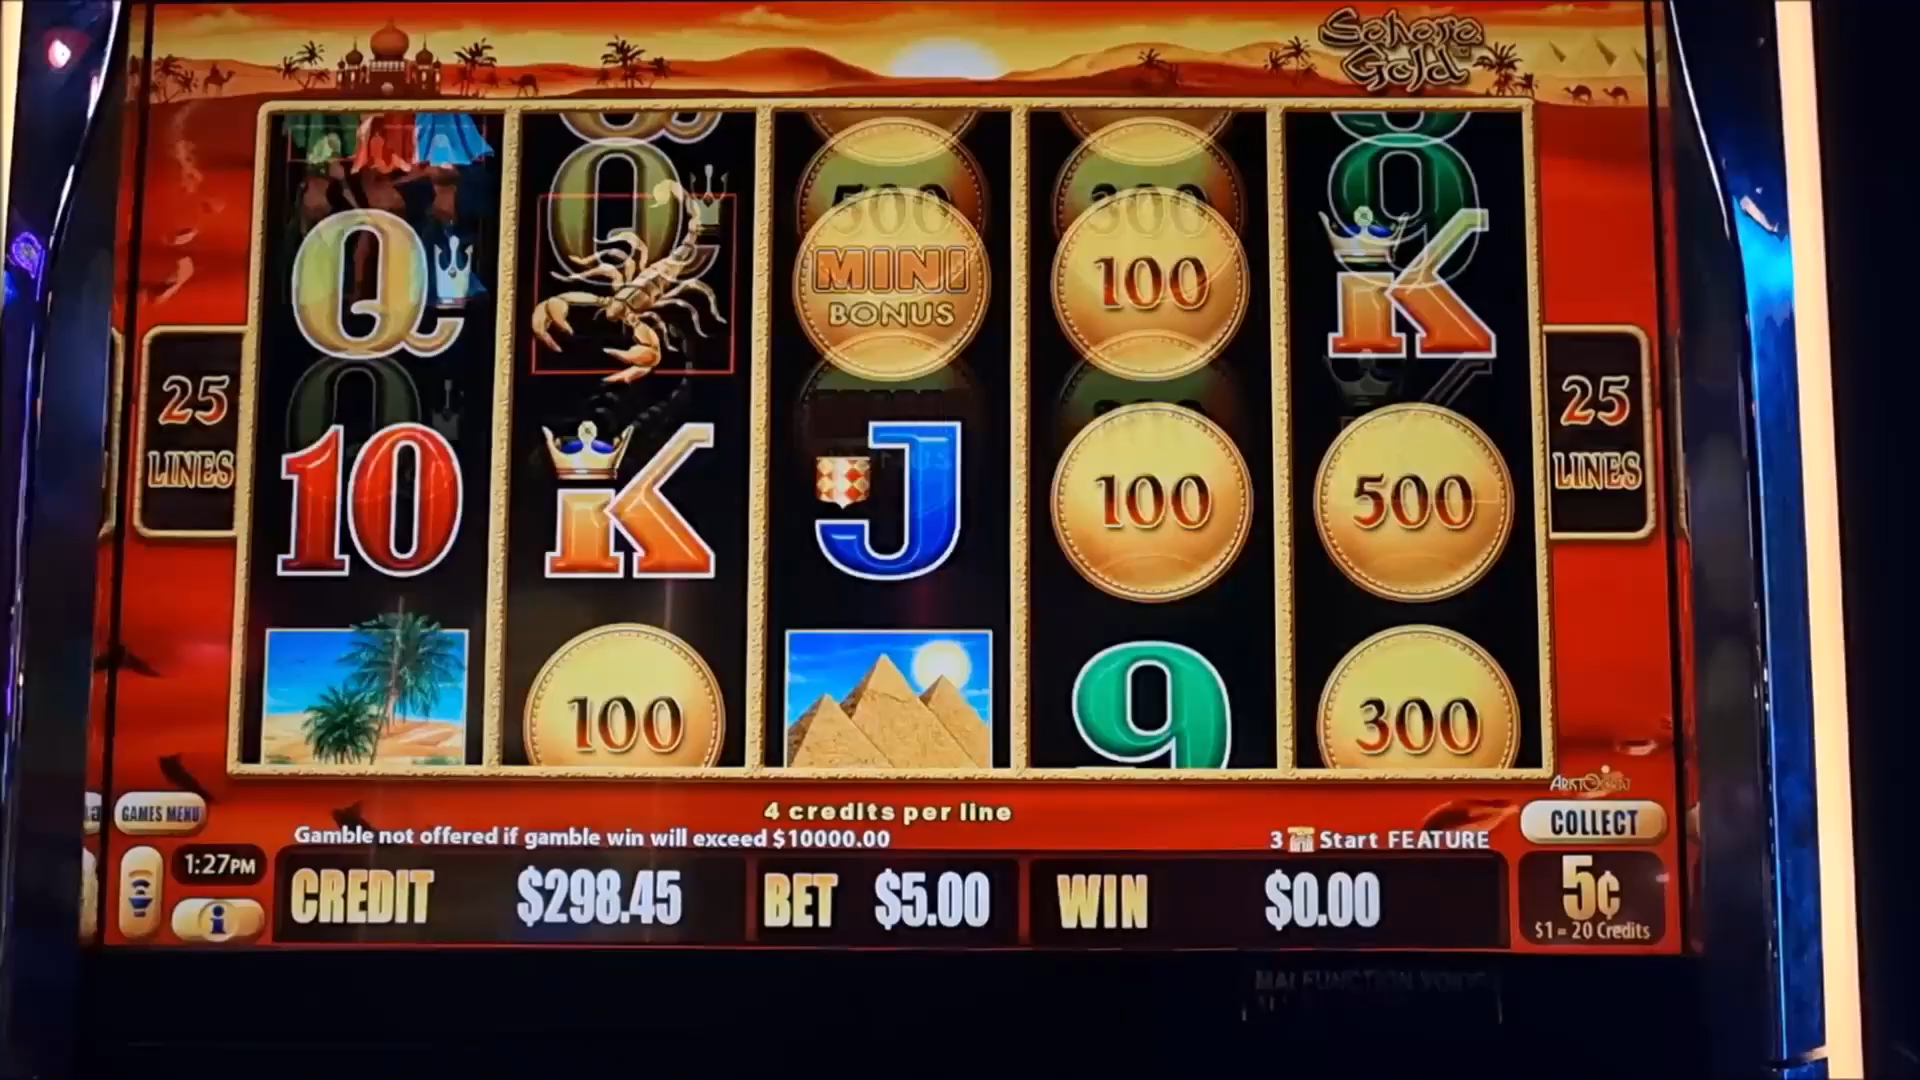 Sahara
Gold
500
300
9
Q
Q
MINI
BONUS
100
K
Q
25
LINES
10
K
J
100
500
25
LINES
100
9
300
ARISTOCRAT
GAMES MENU
4 credits per line
COLLECT
Gamble not offered if gamble win will exceed $10000.00
3 Start FEATURE
1:27PM
CREDIT $298.45
BET $5.00
WIN $0.00
5¢
$1 = 20 Credits
i
MALFUNCTION VOIDS